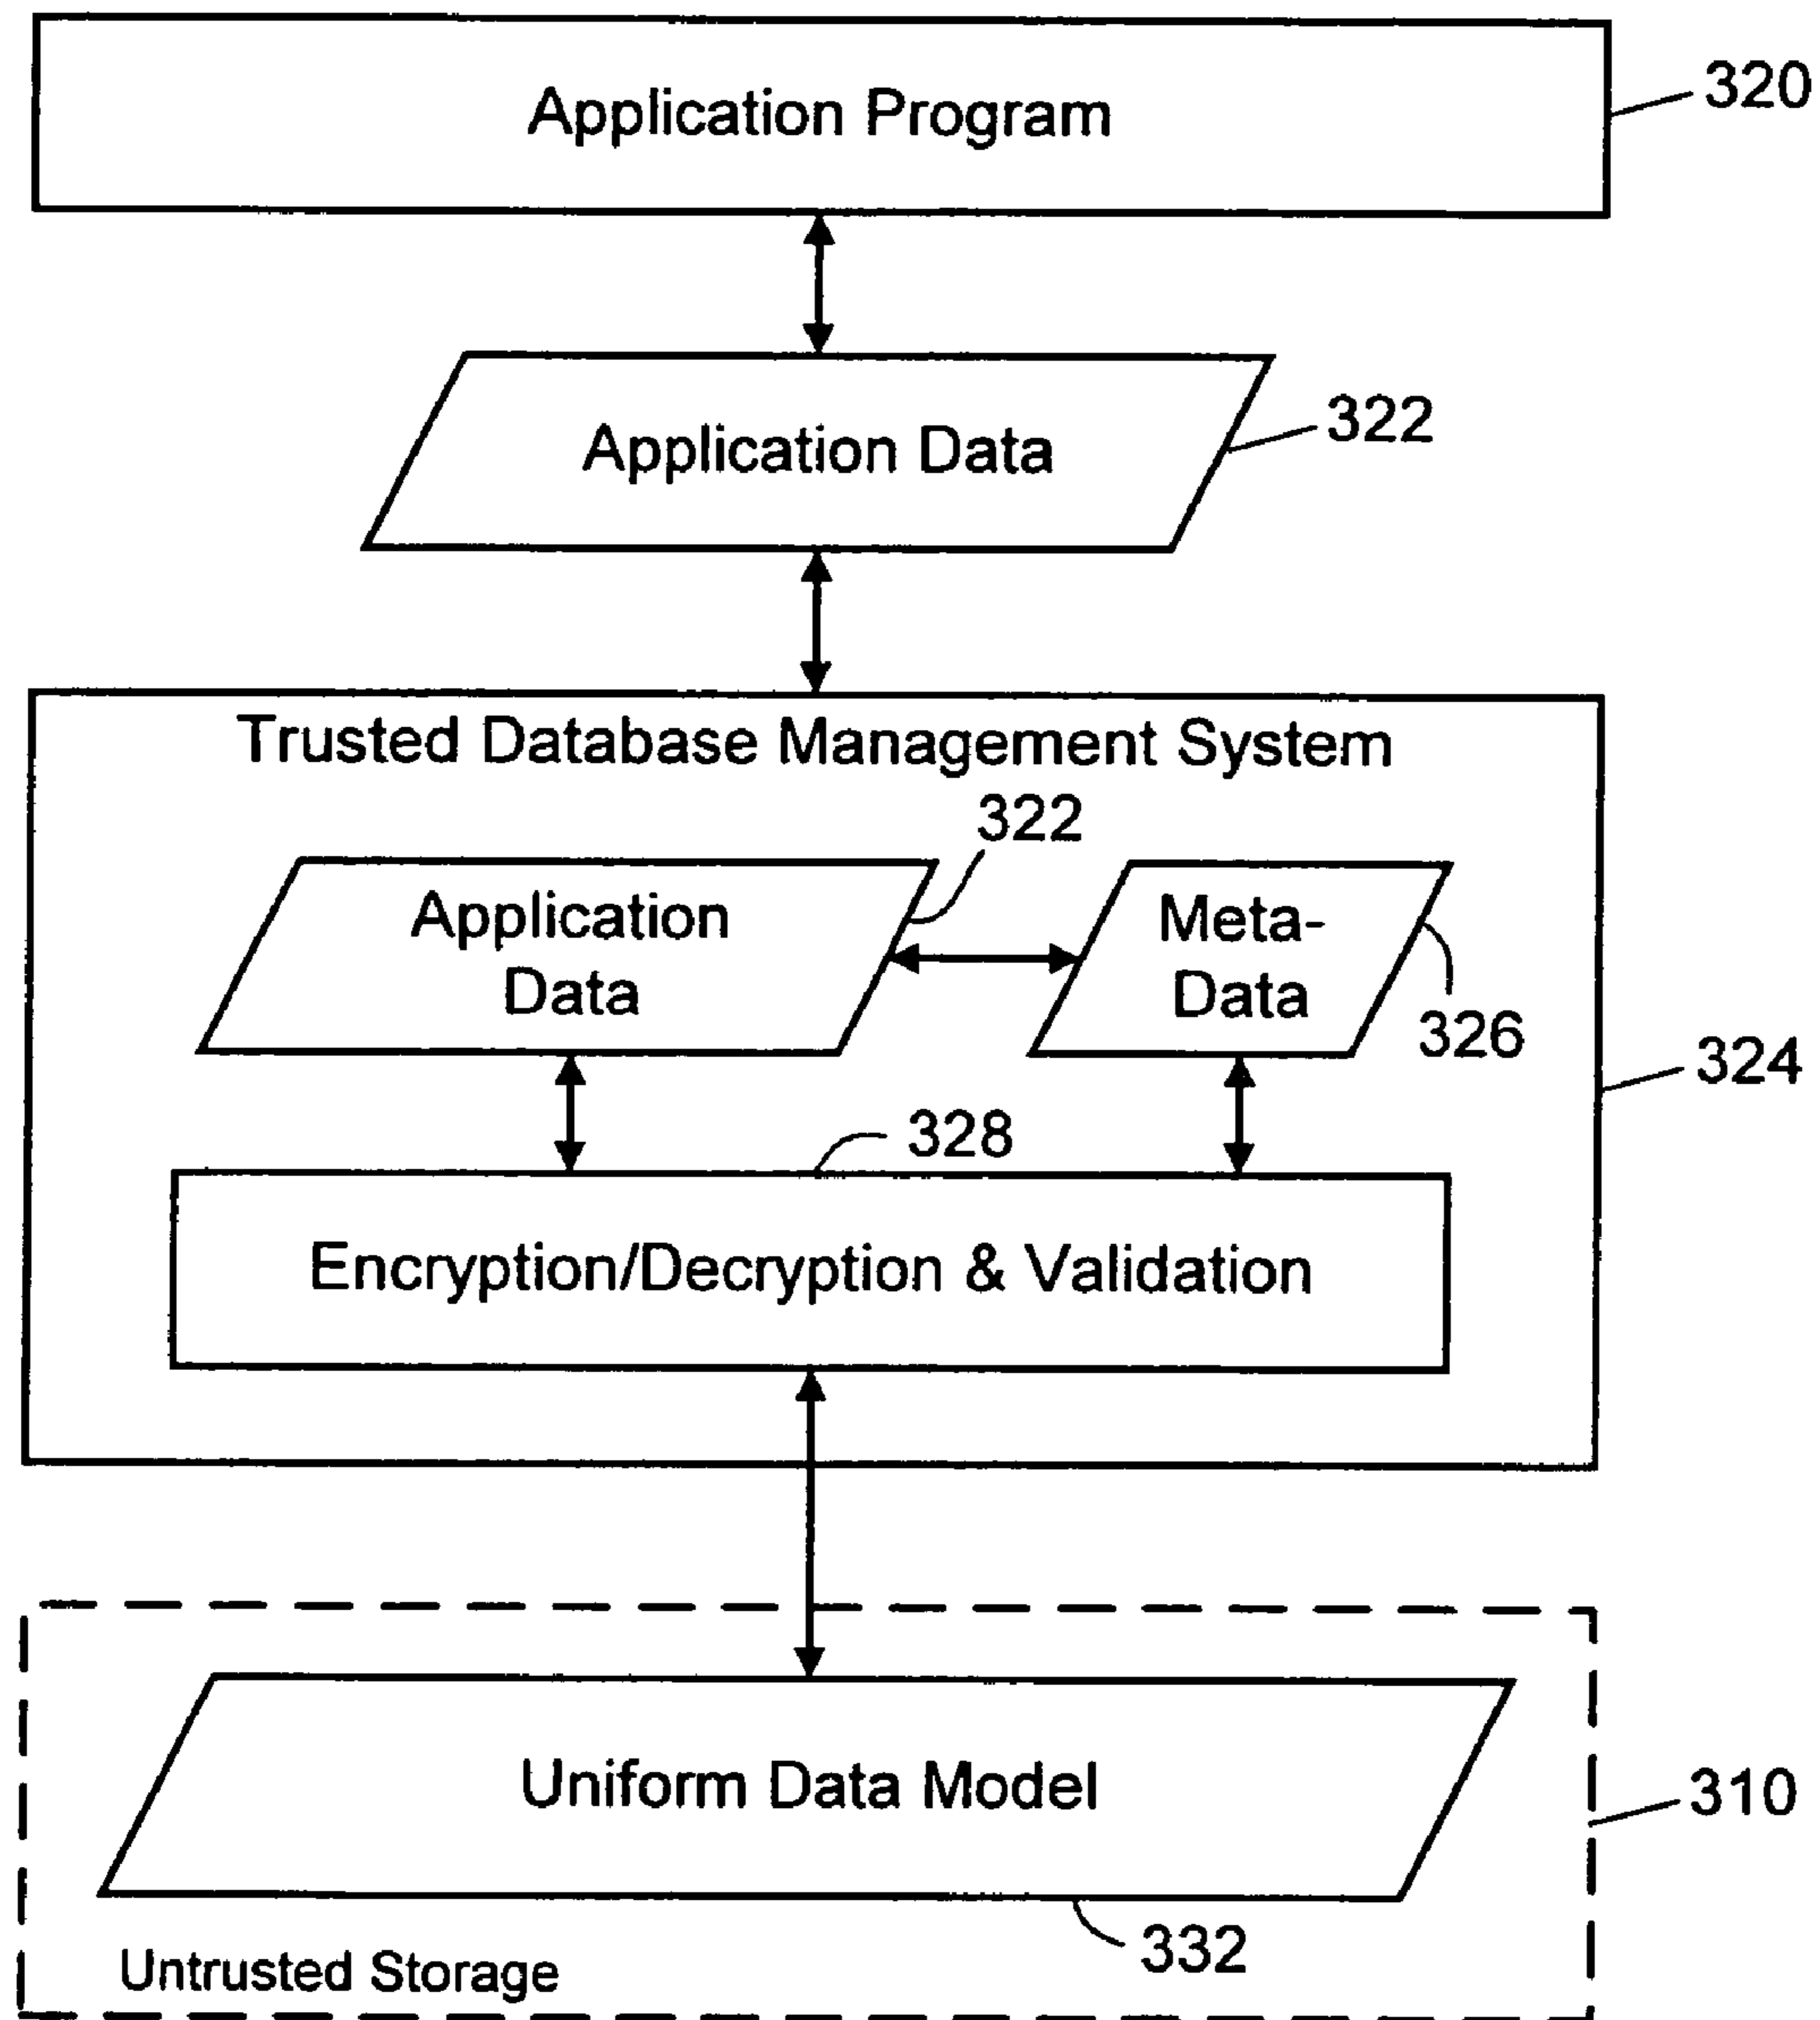 Application Program
320
Application Data
322
Trusted Database Management System
322
Application
Data
Meta-
Data
326
324
328
Encryption/Decryption & Validation
Uniform Data Model
310
332
Untrusted Storage